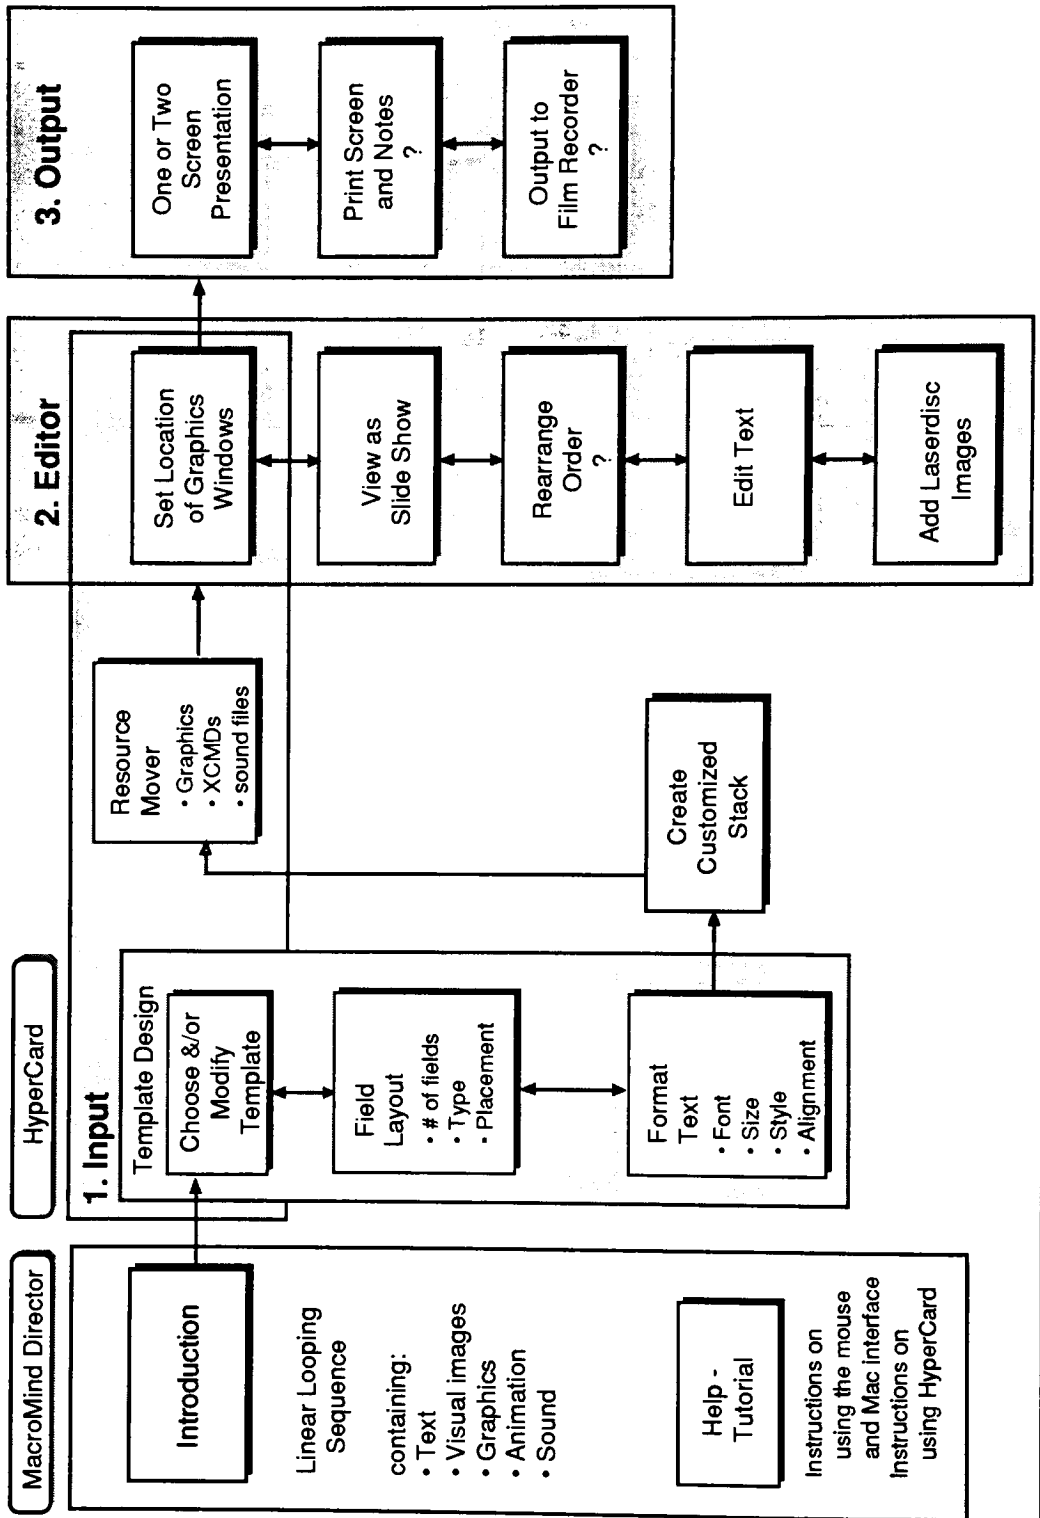 MacroMind Director
Introduction
Linear Looping
Sequence
containing:
• Text
• Visual images
• Graphics
• Animation
• Sound
Help -
Tutorial
Instructions on
using the mouse
and Mac interface
Instructions on
using HyperCard
HyperCard
1. Input
Template Design
Choose &/or
Modify
Template
Field
Layout
• # of fields
• Type
• Placement
Format
Text
• Font
• Size
• Style
• Alignment
Create
Customized
Stack
Resource
Mover
• Graphics
• XCMDs
• sound files
2. Editor
Set Location
of Graphics
Windows
View as
Slide Show
Rearrange
Order
?
Edit Text
Add Laserdisc
Images
3. Output
One or Two
Screen
Presentation
Print Screen
and Notes
?
Output to
Film Recorder
?